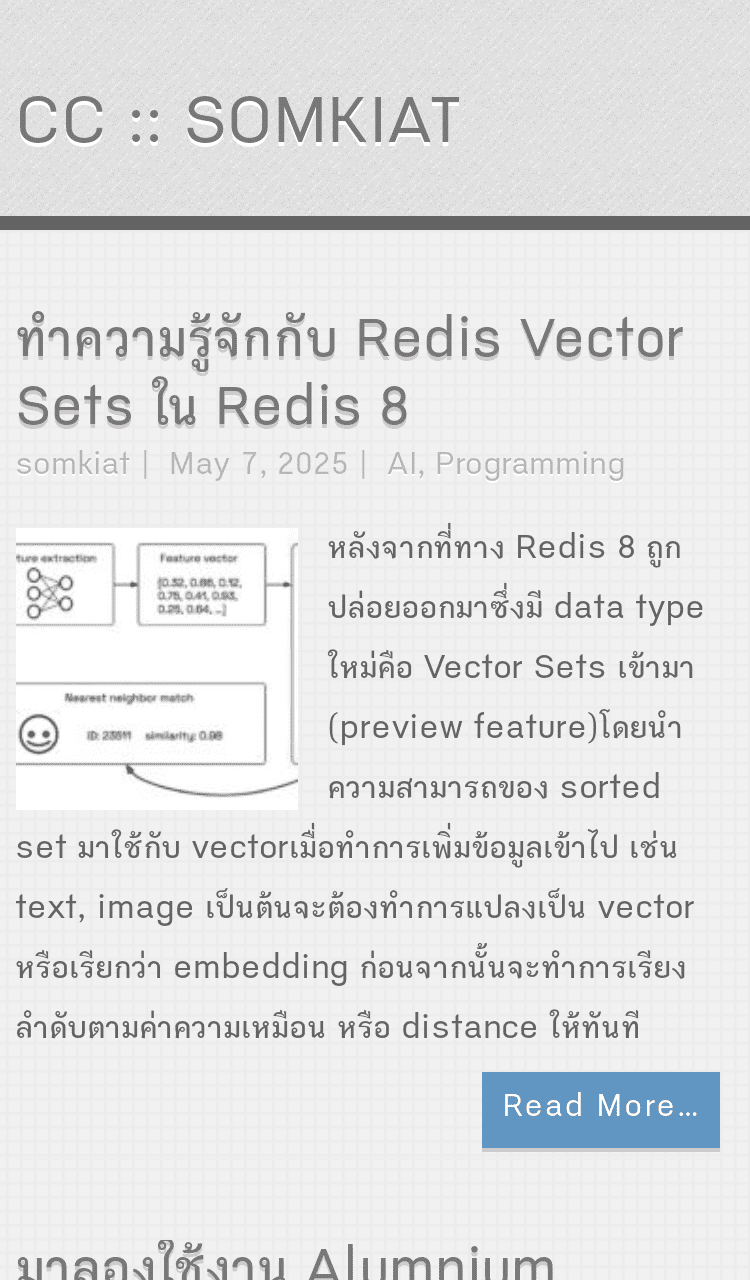 CC :: SOMKIAT
ทำความรู้จักกับ Redis Vector
Sets ใน Redis 8
somkiat | May 7, 2025 | AI, Programming
ture extraction
Feature vector
[0.32, 0.86, 0.12,
0.75, 0.41, 0.93,
0.25, 0.64, ...]
Nearest neighbor match
ID: 23511 similarity: 0.98
หลังจากที่ทาง Redis 8 ถูก
ปล่อยออกมาซึ่งมี data type
ใหม่คือ Vector Sets เข้ามา
(preview feature)โดยนำ
ความสามารถของ sorted
set มาใช้กับ vectorเมื่อทำการเพิ่มข้อมูลเข้าไป เช่น
text, image เป็นต้นจะต้องทำการแปลงเป็น vector
หรือเรียกว่า embedding ก่อนจากนั้นจะทำการเรียง
ลำดับตามค่าความเหมือน หรือ distance ให้ทันที
Read More…
มาลองใช้งาน Alumnium